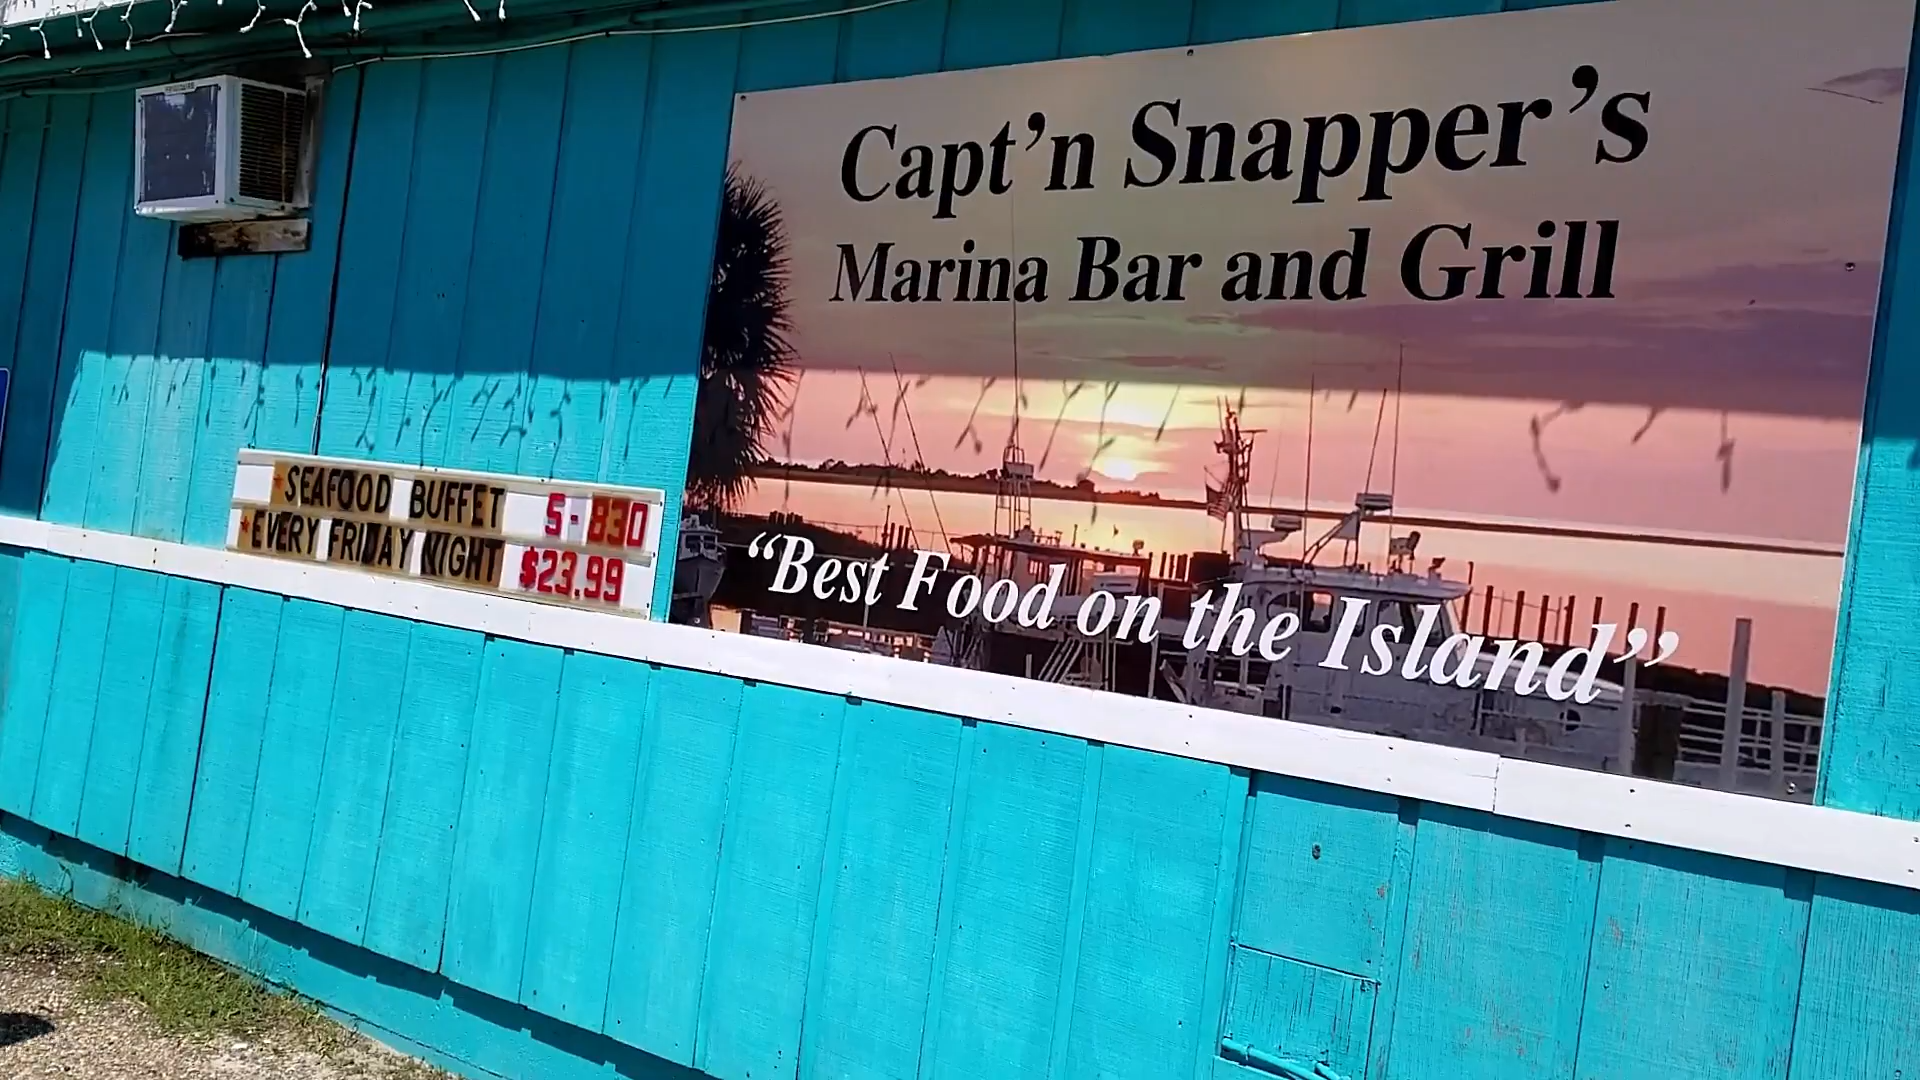 Capt'n Snapper's
Marina Bar and Grill
"Best Food on the Island"
*SEAFOOD BUFFET 5-830
*EVERY FRIDAY NIGHT $23.99